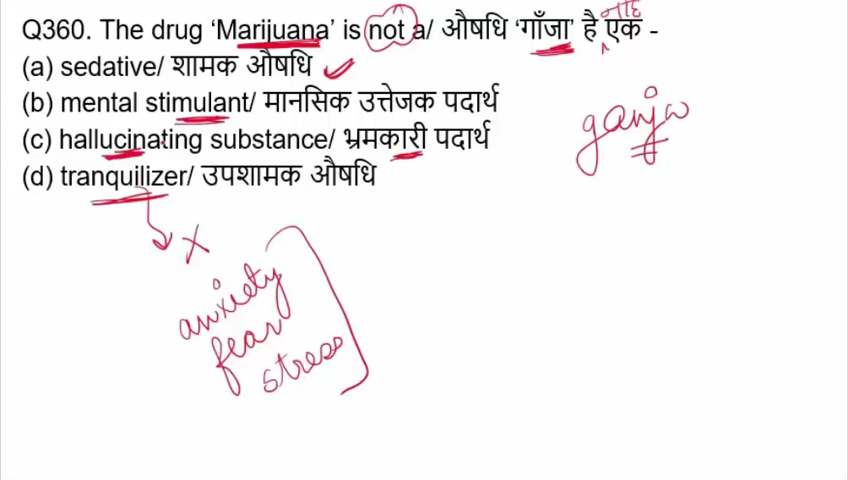 Q360. The drug ‘Marijuana’ is not a/ औषधि ‘गाँजा’ है नहि एक -
(a) sedative/ शामक औषधि
(b) mental stimulant/ मानसिक उत्तेजक पदार्थ
ganja
(c) hallucinating substance/ भ्रमकारी पदार्थ
(d) tranquilizer/ उपशामक औषधि
anxiety
fear
stress